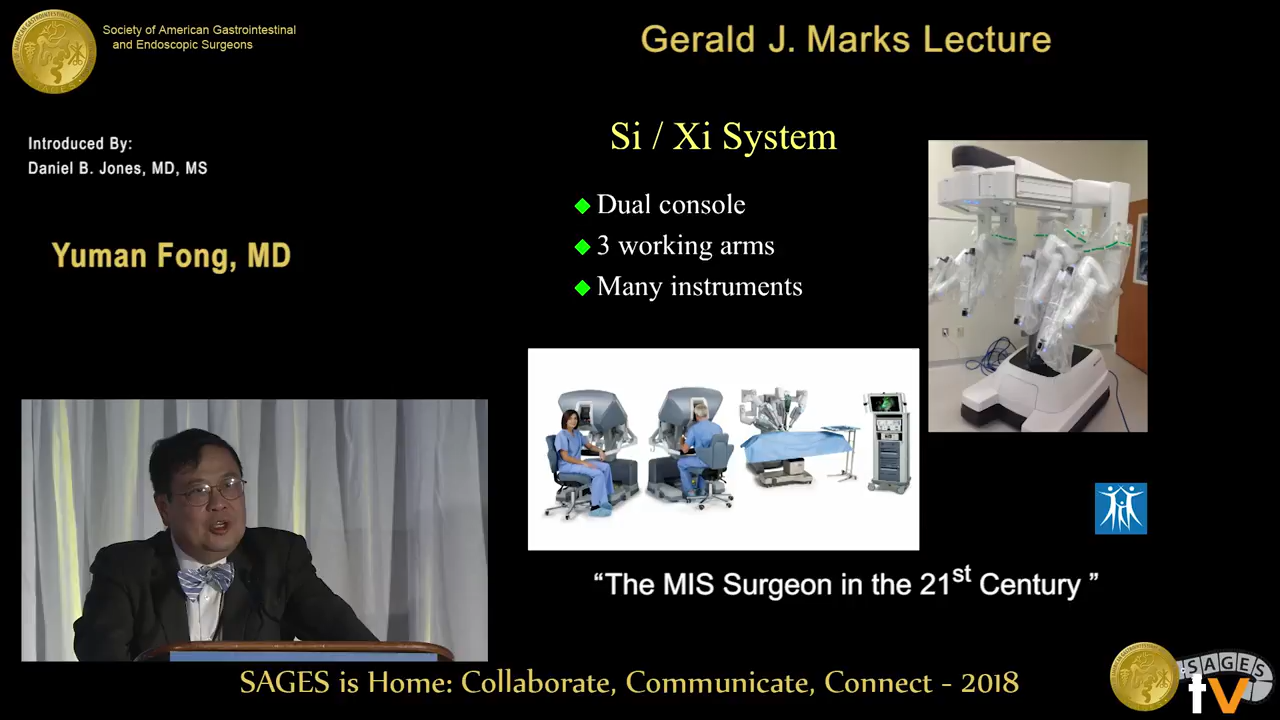 Society of American Gastrointestinal
and Endoscopic Surgeons
Gerald J. Marks Lecture
Introduced By:
Daniel B. Jones, MD, MS
Yuman Fong, MD
Si / Xi System
Dual console
3 working arms
Many instruments
“The MIS Surgeon in the 21st Century ”
SAGES is Home: Collaborate, Communicate, Connect - 2018
SAGES
tv